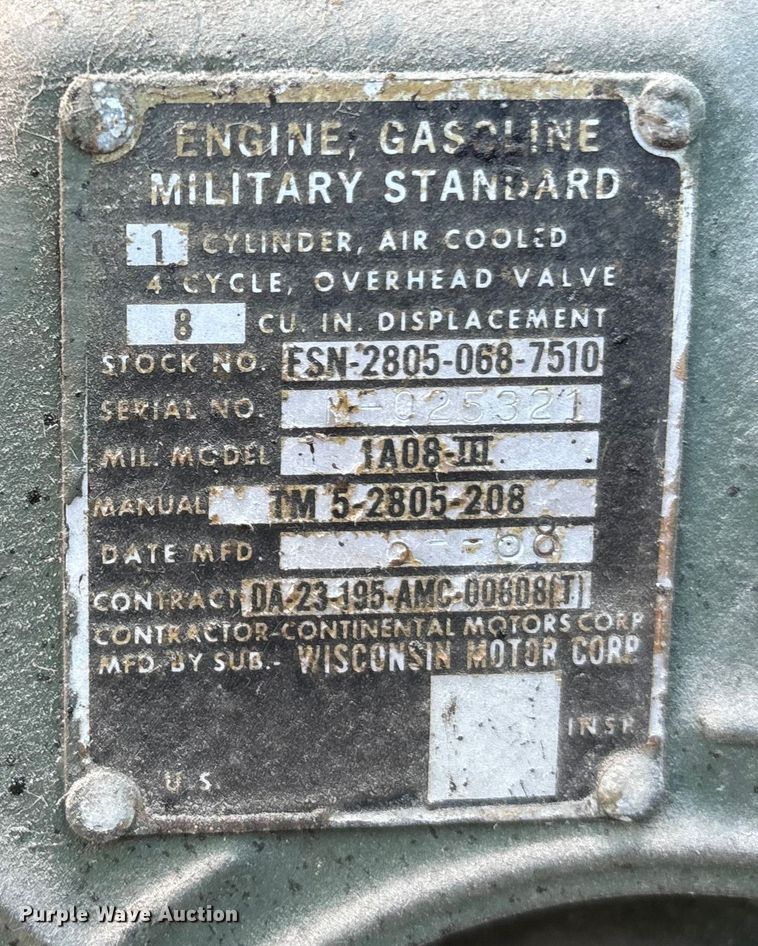 ENGINE, GASOLINE
MILITARY STANDARD
1 CYLINDER, AIR COOLED
4 CYCLE, OVERHEAD VALVE
8 CU. IN. DISPLACEMENT
STOCK NO. FSN-2805-068-7510
SERIAL NO. M-025321
MIL. MODEL 1A08-III
MANUAL TM 5-2805-208
DATE MFD. -68
CONTRACT DA-23-195-AMC-00808(T)
CONTRACTOR-CONTINENTAL MOTORS CORP
MFD. BY SUB.- WISCONSIN MOTOR CORP
INSP.
U.S.
Purple Wave Auction